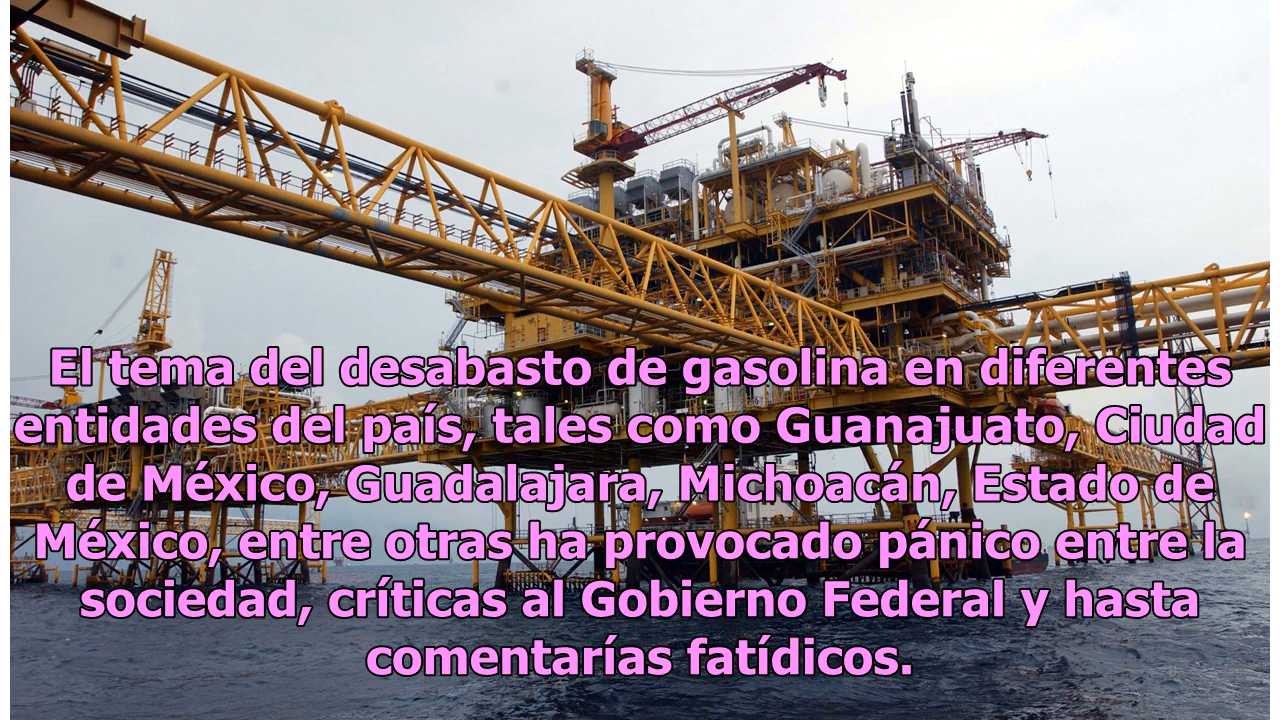 El tema del desabasto de gasolina en diferentes
entidades del país, tales como Guanajuato, Ciudad
de México, Guadalajara, Michoacán, Estado de
México, entre otras ha provocado pánico entre la
sociedad, críticas al Gobierno Federal y hasta
comentarías fatídicos.